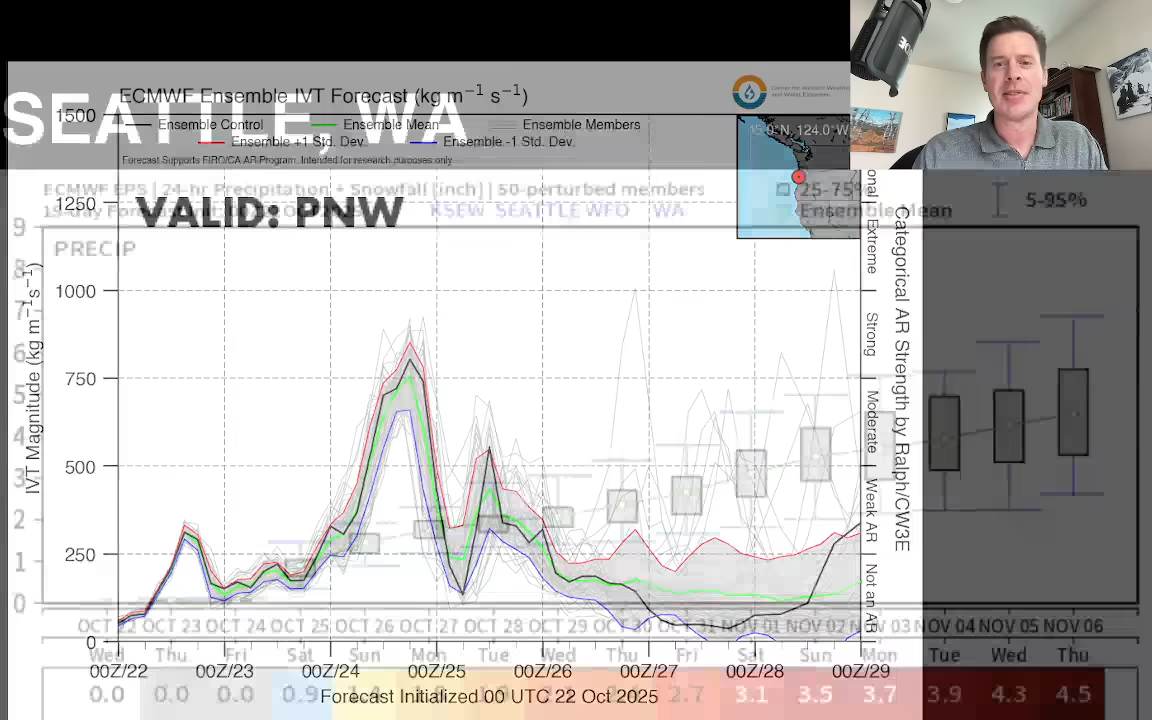 SEATTLE, WA
ECMWF Ensemble IVT Forecast (kg m⁻¹ s⁻¹)
Center for Western Weather
and Water Extremes
Ensemble Control
Ensemble Mean
Ensemble Members
Ensemble +1 Std. Dev.
Ensemble -1 Std. Dev.
Forecast Supports FIRO/CA AR Program. Intended for research purposes only
VALID: PNW
ECMWF EPS | 24-hr Precipitation + Snowfall [inch] | 50-perturbed members
KSEW SEATTLE WFO WA
25-75%
Ensemble Mean
5-95%
PRECIP
IVT Magnitude (kg m⁻¹ s⁻¹)
1500
1250
1000
750
500
250
0
9
8
7
6
5
4
3
2
1
0
Extreme
Strong
Moderate
Weak AR
Not an AR
Categorical AR Strength by Ralph/CW3E
OCT 22 OCT 23 OCT 24 OCT 25 OCT 26 OCT 27 OCT 28 OCT 29 OCT 30 OCT 31 NOV 01 NOV 02 NOV 03 NOV 04 NOV 05 NOV 06
Wed Thu Fri Sat Sun Mon Tue Wed Thu Fri Sat Sun Mon Tue Wed Thu
00Z/22 00Z/23 00Z/24 00Z/25 00Z/26 00Z/27 00Z/28 00Z/29
0.0 0.0 0.0 0.9 2.7 3.1 3.5 3.7 3.9 4.3 4.5
Forecast Initialized 00 UTC 22 Oct 2025